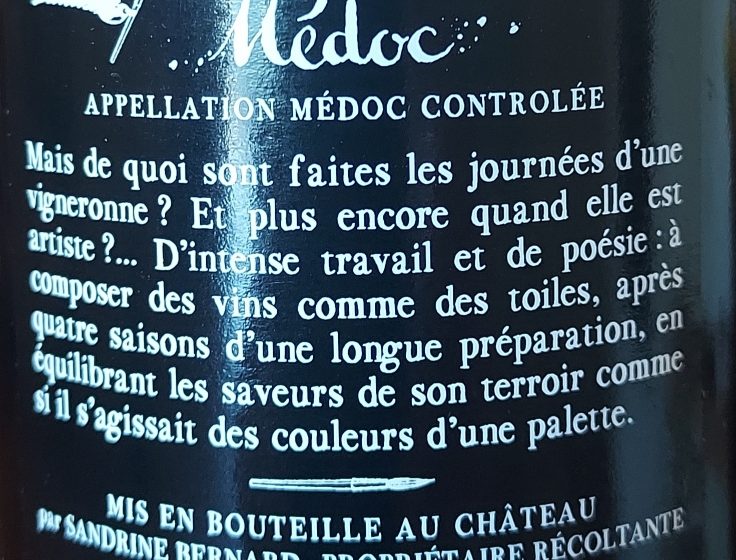 Médoc
APPELLATION MÉDOC CONTROLÉE
Mais de quoi sont faites les journées d'une
vigneronne ? Et plus encore quand elle est
artiste ?... D'intense travail et de poésie : à
composer des vins comme des toiles, après
quatre saisons d'une longue préparation, en
équilibrant les saveurs de son terroir comme
si il s'agissait des couleurs d'une palette.
MIS EN BOUTEILLE AU CHÂTEAU
par SANDRINE BERNARD, PROPRIÉTAIRE RÉCOLTANTE